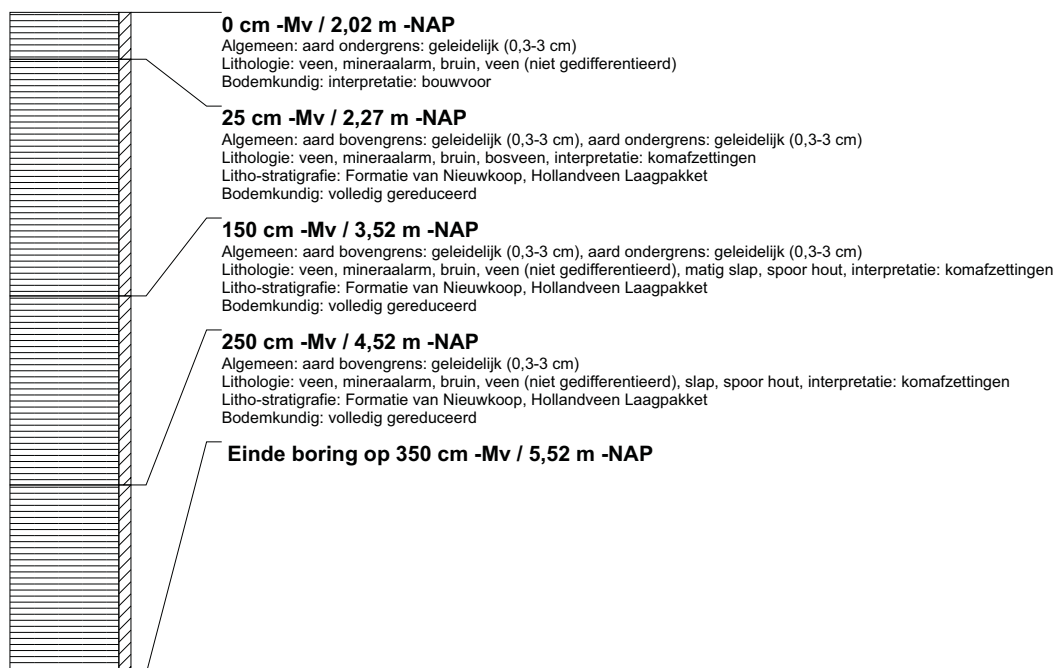 0 cm -Mv / 2,02 m -NAP
Algemeen: aard ondergrens: geleidelijk (0,3-3 cm)
Lithologie: veen, mineraalarm, bruin, veen (niet gedifferentieerd)
Bodemkundig: interpretatie: bouwvoor
25 cm -Mv / 2,27 m -NAP
Algemeen: aard bovengrens: geleidelijk (0,3-3 cm), aard ondergrens: geleidelijk (0,3-3 cm)
Lithologie: veen, mineraalarm, bruin, bosveen, interpretatie: komafzettingen
Litho-stratigrafie: Formatie van Nieuwkoop, Hollandveen Laagpakket
Bodemkundig: volledig gereduceerd
150 cm -Mv / 3,52 m -NAP
Algemeen: aard bovengrens: geleidelijk (0,3-3 cm), aard ondergrens: geleidelijk (0,3-3 cm)
Lithologie: veen, mineraalarm, bruin, veen (niet gedifferentieerd), matig slap, spoor hout, interpretatie: komafzettingen
Litho-stratigrafie: Formatie van Nieuwkoop, Hollandveen Laagpakket
Bodemkundig: volledig gereduceerd
250 cm -Mv / 4,52 m -NAP
Algemeen: aard bovengrens: geleidelijk (0,3-3 cm)
Lithologie: veen, mineraalarm, bruin, veen (niet gedifferentieerd), slap, spoor hout, interpretatie: komafzettingen
Litho-stratigrafie: Formatie van Nieuwkoop, Hollandveen Laagpakket
Bodemkundig: volledig gereduceerd
Einde boring op 350 cm -Mv / 5,52 m -NAP